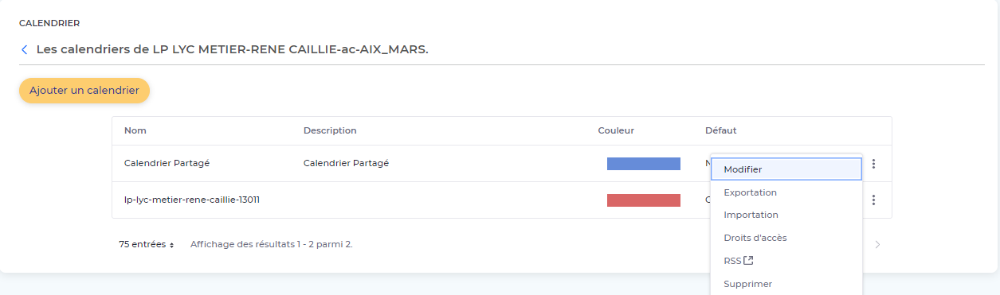 CALENDRIER
Les calendriers de LP LYC METIER-RENE CAILLIE-ac-AIX_MARS.
Ajouter un calendrier
Nom Description Couleur Défaut
Calendrier Partagé Calendrier Partagé
Modifier
Exportation
lp-lyc-metier-rene-caillie-13011
Importation
Droits d'accès
75 entrées Affichage des résultats 1 - 2 parmi 2.
RSS
Supprimer